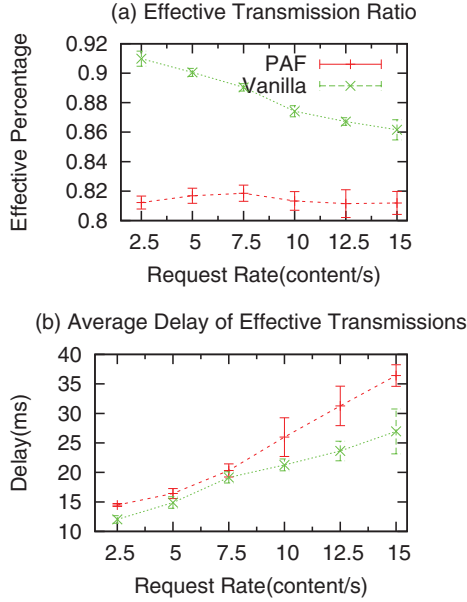 (a) Effective Transmission Ratio
0.92
0.9
0.88
0.86
0.84
0.82
0.8
Effective Percentage
PAF
Vanilla
2.5 5 7.5 10 12.5 15
Request Rate(content/s)
(b) Average Delay of Effective Transmissions
40
35
30
25
20
15
10
Delay(ms)
2.5 5 7.5 10 12.5 15
Request Rate(content/s)